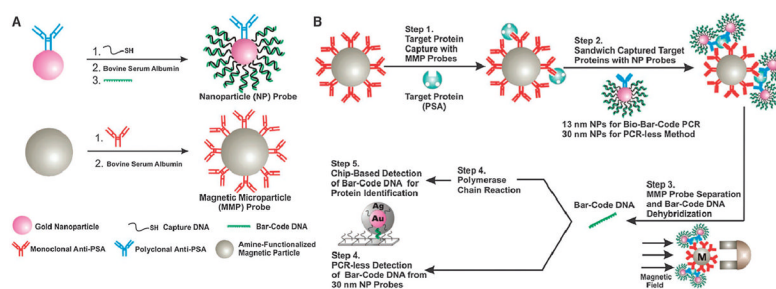 A
1. SH
2. Bovine Serum Albumin
3.
Nanoparticle (NP) Probe
1.
2. Bovine Serum Albumin
Magnetic Microparticle
(MMP) Probe
Gold Nanoparticle
SH Capture DNA
Bar-Code DNA
Monoclonal Anti-PSA
Polyclonal Anti-PSA
Amine-Functionalized
Magnetic Particle
B
Step 1.
Target Protein
Capture with
MMP Probes
Target Protein
(PSA)
Step 2.
Sandwich Captured Target
Proteins with NP Probes
13 nm NPs for Bio-Bar-Code PCR
30 nm NPs for PCR-less Method
Step 3.
MMP Probe Separation
and Bar-Code DNA
Dehybridization
M
Magnetic
Field
Bar-Code DNA
Step 4.
Polymerase
Chain Reaction
Step 5.
Chip-Based Detection
of Bar-Code DNA for
Protein Identification
Ag
Au
Step 4.
PCR-less Detection
of Bar-Code DNA from
30 nm NP Probes